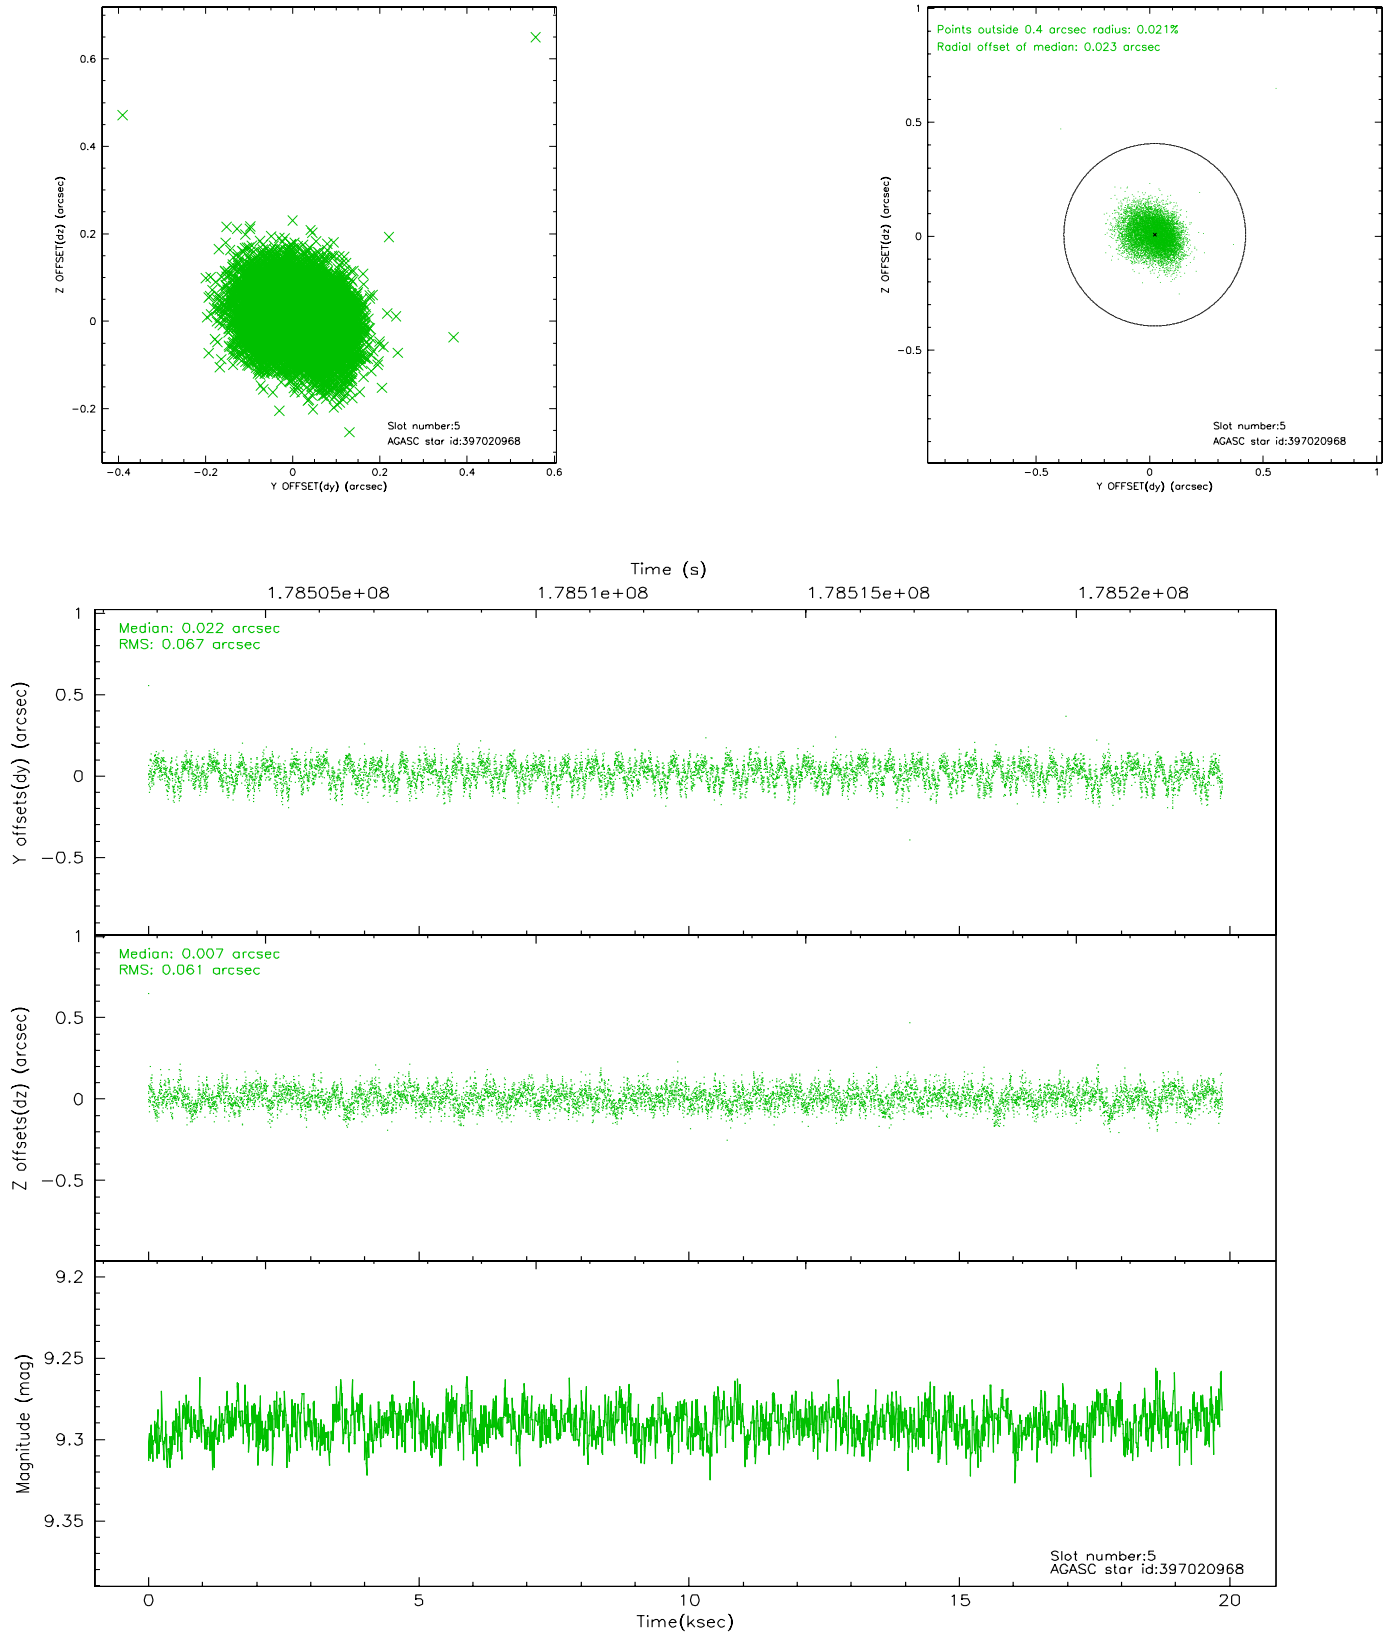 0.6
0.4
0.2
0
−0.2
Z OFFSET(dz) (arcsec)
Slot number:5
AGASC star id:397020968
−0.4 −0.2 0 0.2 0.4 0.6
Y OFFSET(dy) (arcsec)
Points outside 0.4 arcsec radius: 0.021%
Radial offset of median: 0.023 arcsec
1
0.5
0
−0.5
Z OFFSET(dz) (arcsec)
Slot number:5
AGASC star id:397020968
−0.5 0 0.5 1
Y OFFSET(dy) (arcsec)
Time (s)
1.78505e+08 1.7851e+08 1.78515e+08 1.7852e+08
Median: 0.022 arcsec
RMS: 0.067 arcsec
1
0.5
0
−0.5
Y offsets(dy) (arcsec)
Median: 0.007 arcsec
RMS: 0.061 arcsec
1
0.5
0
−0.5
Z offsets(dz) (arcsec)
9.2
9.25
9.3
9.35
Magnitude (mag)
Slot number:5
AGASC star id:397020968
0 5 10 15 20
Time(ksec)